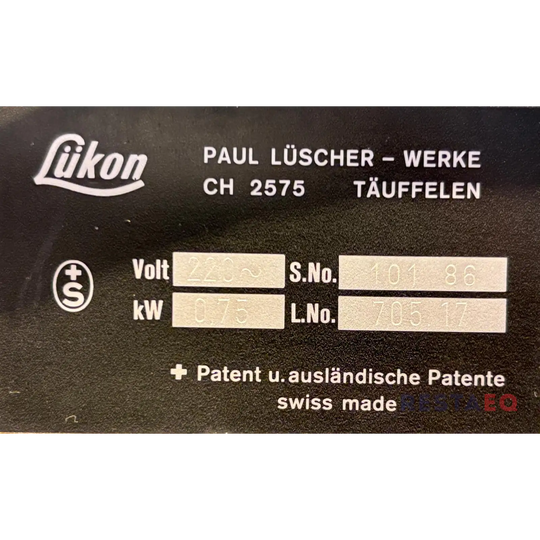 Lükon
PAUL LÜSCHER – WERKE
CH 2575 TÄUFFELEN
Volt 220~ S.No. 101 86
+S
kW 0.75 L.No. 705 17
+ Patent u. ausländische Patente
swiss made